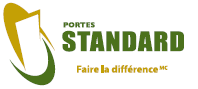 PORTES
STANDARD
Faire la différence MC